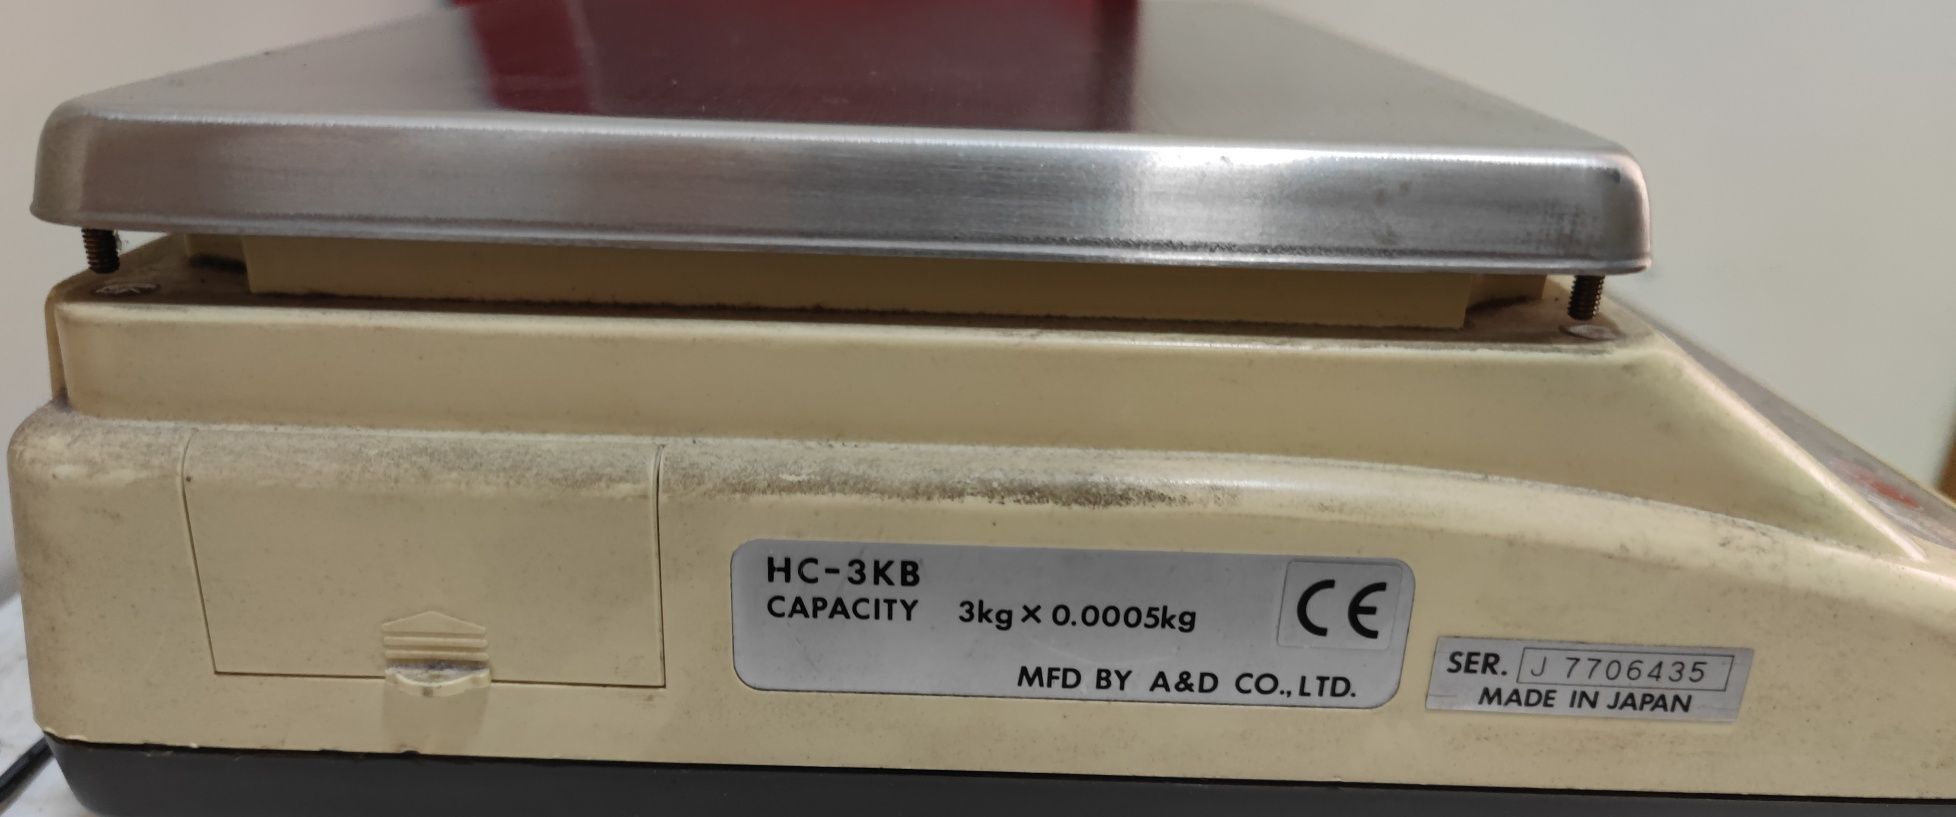 HC-3KB
CAPACITY 3kg×0.0005kg
CE
MFD BY A&D CO.,LTD.
SER. J 7706435
MADE IN JAPAN